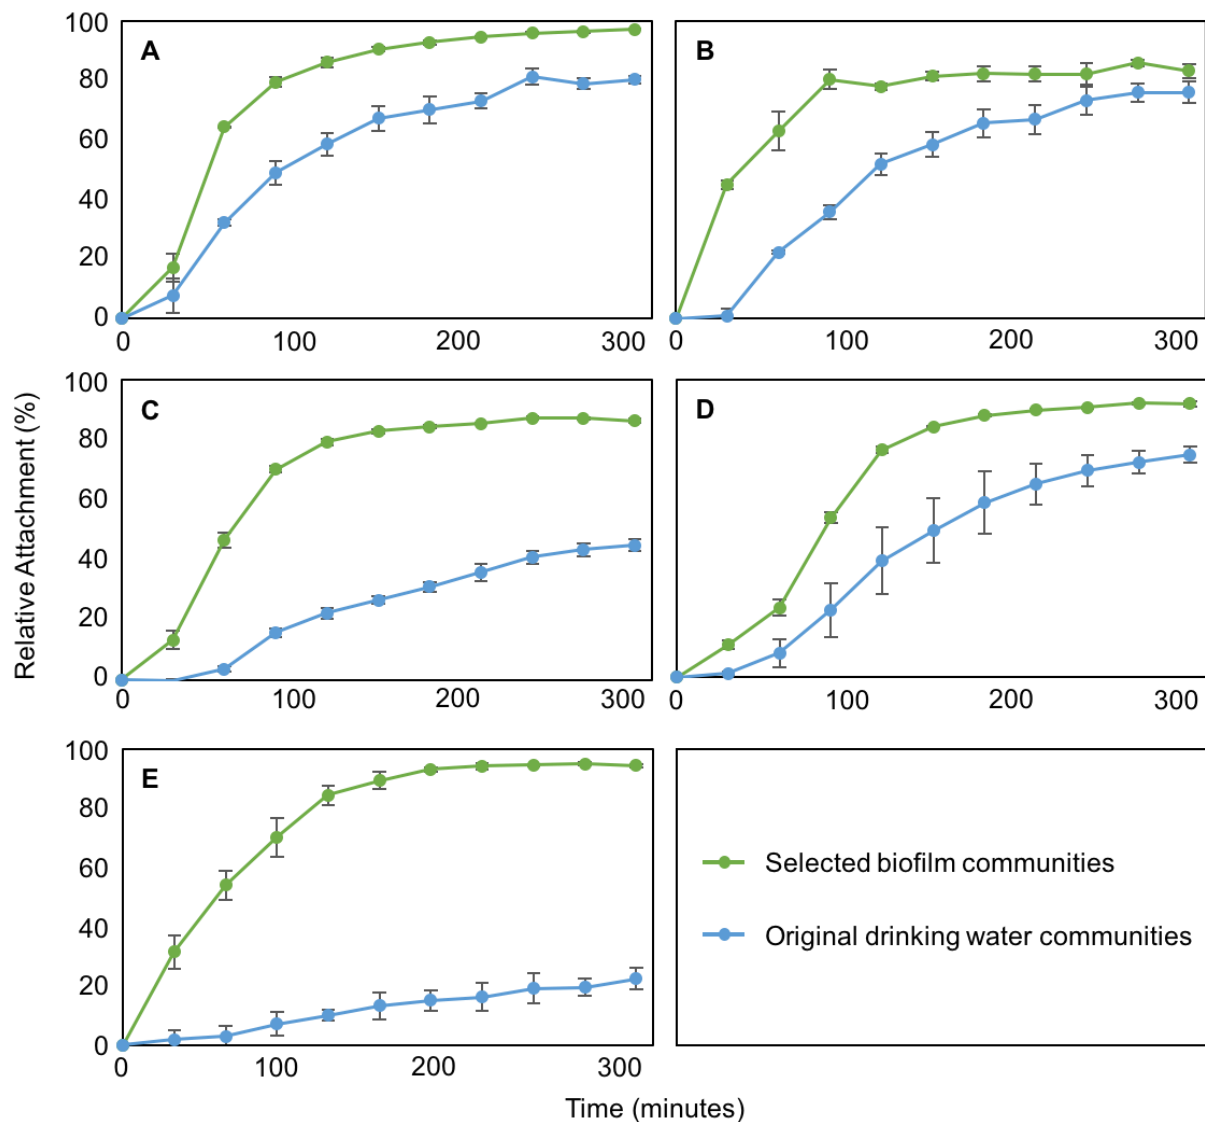 100
80
60
40
20
0
A
0 100 200 300
B
0 100 200 300
Relative Attachment (%)
100
80
60
40
20
0
C
0 100 200 300
D
0 100 200 300
100
80
60
40
20
0
E
0 100 200 300
Selected biofilm communities
Original drinking water communities
Time (minutes)